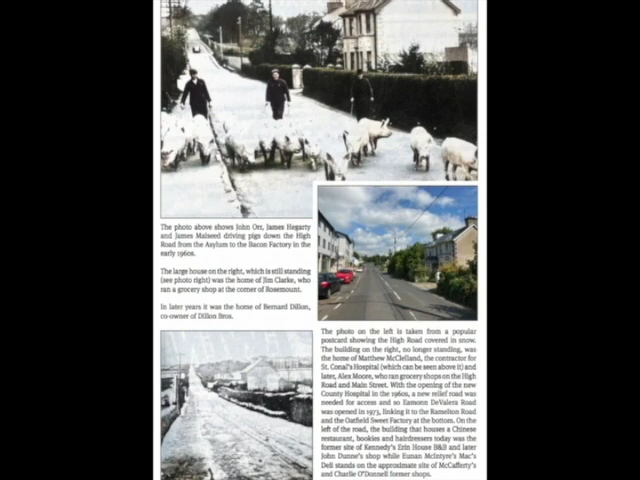 The photo above shows John Orr, James Hegarty
and James Malseed driving pigs down the High
Road from the Asylum to the Bacon Factory in the
early 1960s.
The large house on the right, which is still standing
(see photo right) was the home of Jim Clarke, who
ran a grocery shop at the corner of Rosemount.
In later years it was the home of Bernard Dillon,
co-owner of Dillon Bros.
The photo on the left is taken from a popular
postcard showing the High Road covered in snow.
The building on the right, no longer standing, was
the home of Matthew McClelland, the contractor for
St. Conal's Hospital (which can be seen above it) and
later, Alex Moore, who ran grocery shops on the High
Road and Main Street. With the opening of the new
County Hospital in the 1960s, a new relief road was
needed for access and so Eamonn DeValera Road
was opened in 1973, linking it to the Ramelton Road
and the Oatfield Sweet Factory at the bottom. On the
left of the road, the building that houses a Chinese
restaurant, bookies and hairdressers today was the
former site of Kennedy's Erin House B&B and later
John Dunne's shop while Eunan McIntyre's Mac's
Deli stands on the approximate site of McCafferty's
and Charlie O'Donnell former shops.